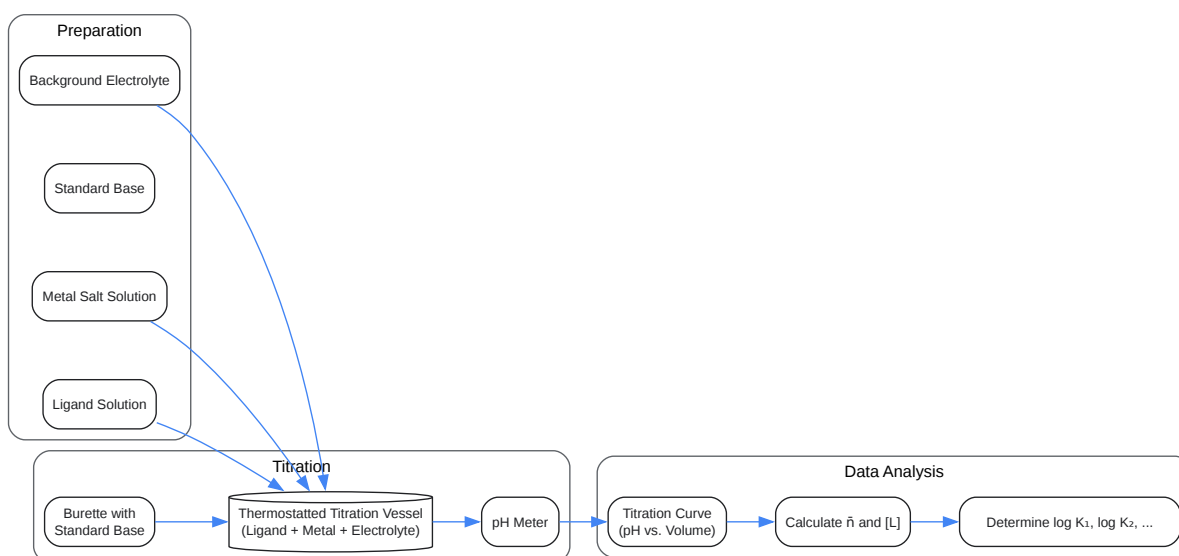 Preparation
Background Electrolyte
Standard Base
Metal Salt Solution
Ligand Solution
Titration
Burette with
Standard Base
Thermostatted Titration Vessel
(Ligand + Metal + Electrolyte)
pH Meter
Data Analysis
Titration Curve
(pH vs. Volume)
Calculate n̄ and [L]
Determine log K₁, log K₂, ...